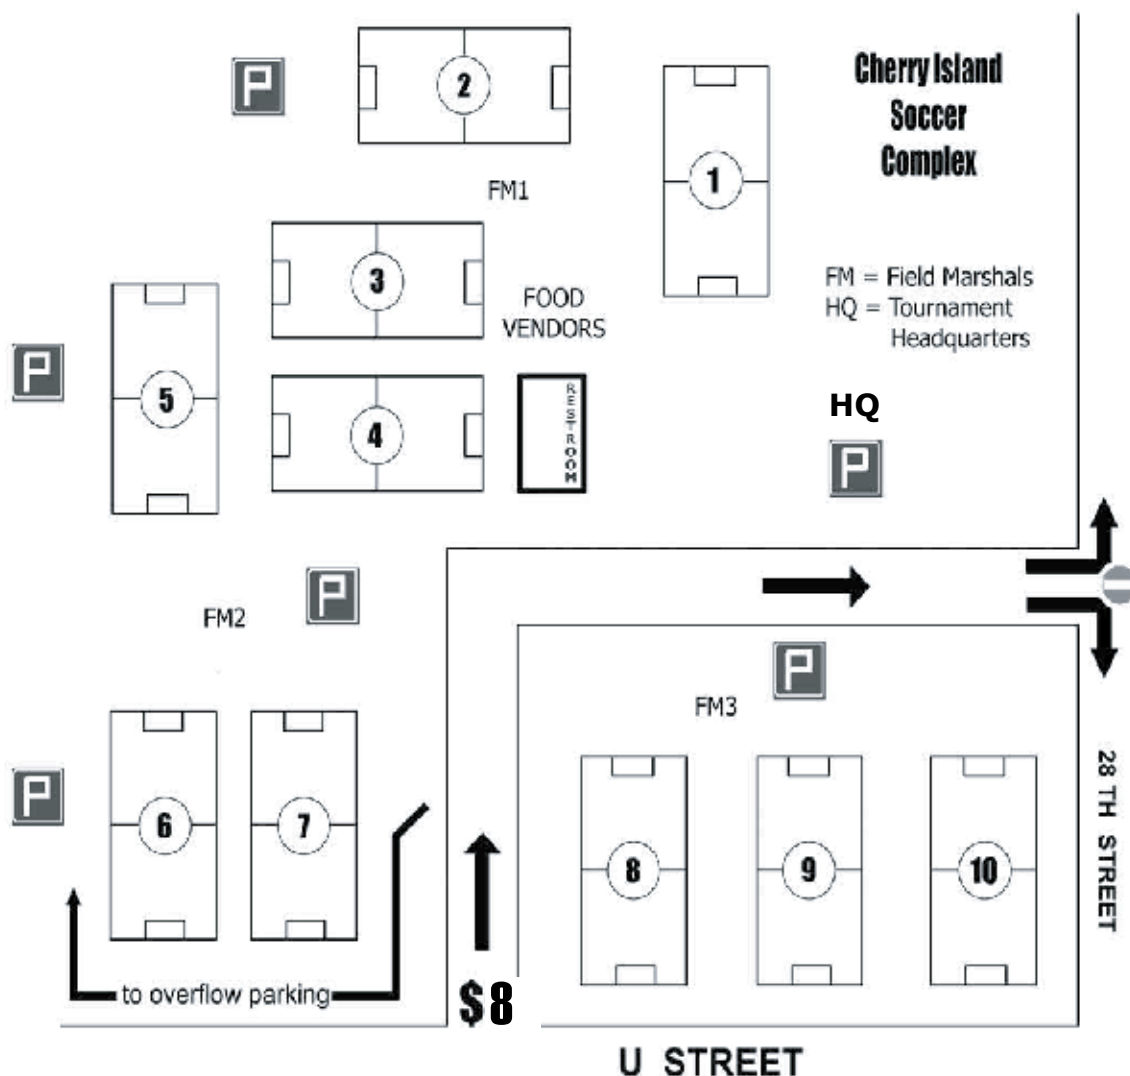 Cherry Island
Soccer
Complex
P
2
1
FM1
3
FOOD
VENDORS
FM = Field Marshals
HQ = Tournament
Headquarters
P
5
4
RESTROOM
HQ
P
P
FM2
P
FM3
P
6
7
8
9
10
28 TH STREET
to overflow parking
$8
U STREET